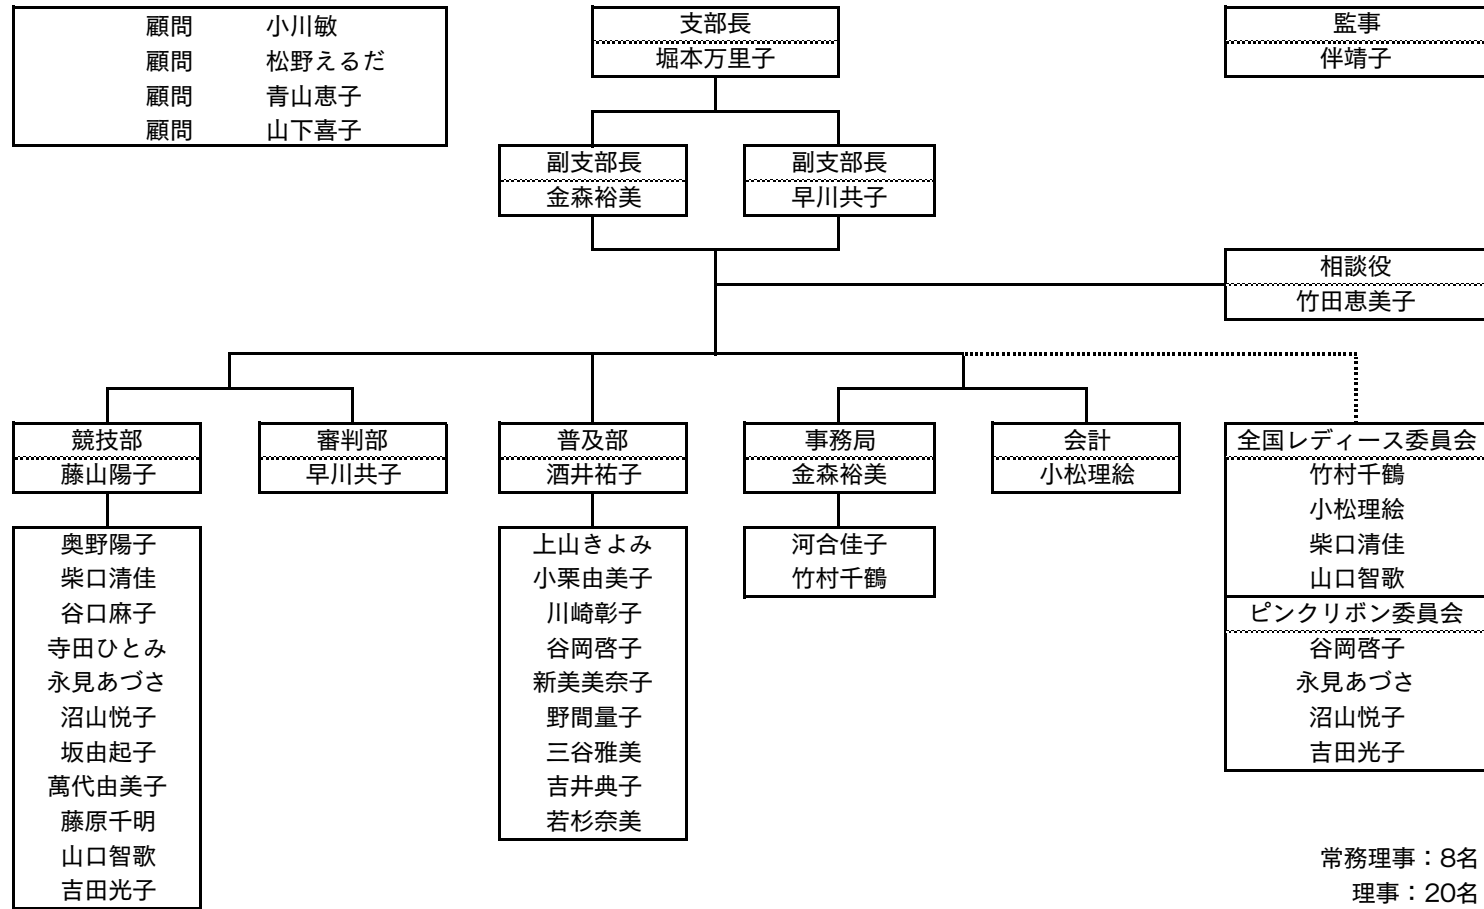 顧問 小川敏
顧問 松野えるだ
顧問 青山恵子
顧問 山下喜子
支部長
堀本万里子
監事
伴靖子
副支部長
金森裕美
副支部長
早川共子
相談役
竹田恵美子
競技部
藤山陽子
奥野陽子
柴口清佳
谷口麻子
寺田ひとみ
永見あづさ
沼山悦子
坂由起子
萬代由美子
藤原千明
山口智歌
吉田光子
審判部
早川共子
普及部
酒井祐子
上山きよみ
小栗由美子
川崎彰子
谷岡啓子
新美美奈子
野間量子
三谷雅美
吉井典子
若杉奈美
事務局
金森裕美
河合佳子
竹村千鶴
会計
小松理絵
全国レディース委員会
竹村千鶴
小松理絵
柴口清佳
山口智歌
ピンクリボン委員会
谷岡啓子
永見あづさ
沼山悦子
吉田光子
常務理事：8名
理事：20名